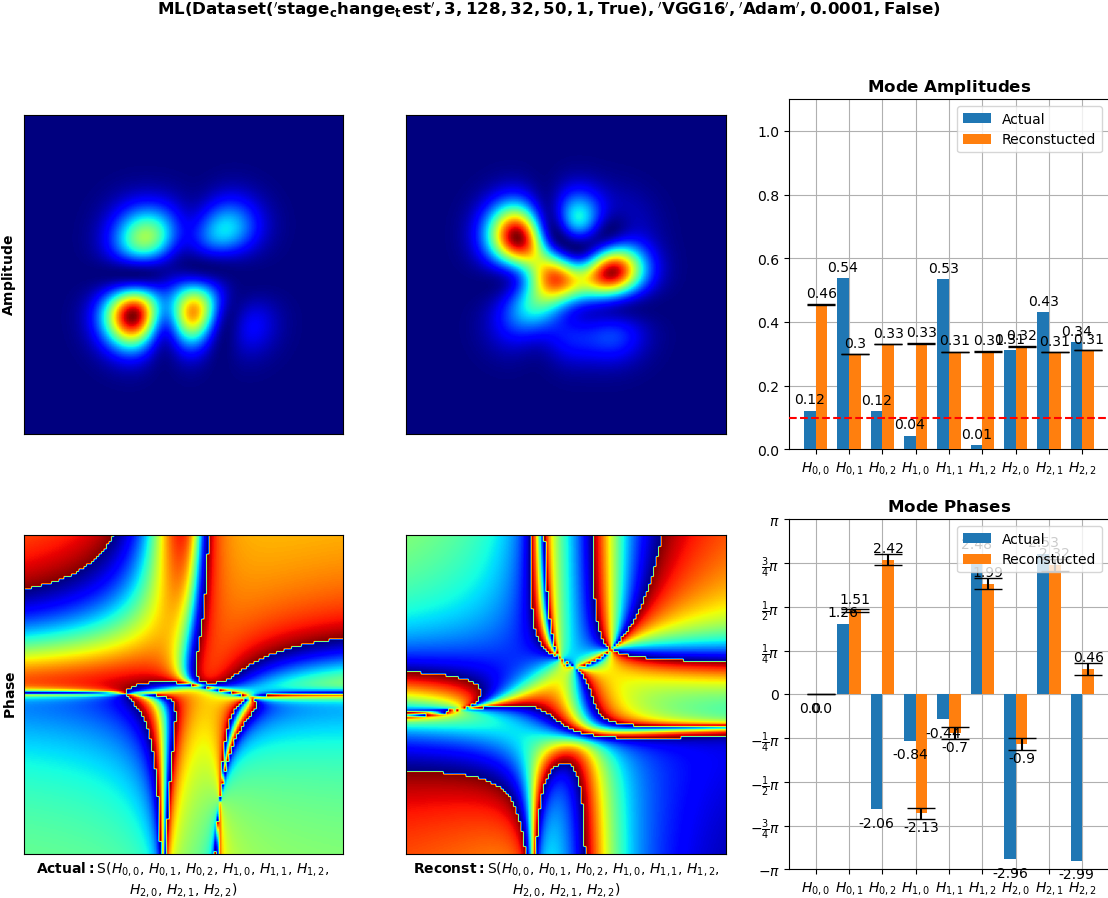 ML(Dataset('stage_change_test', 3, 128, 32, 50, 1, True), 'VGG16', 'Adam', 0.0001, False)
Amplitude
Mode Amplitudes
Actual
Reconstucted
1.0
0.8
0.6
0.4
0.2
0.0
0.12
0.46
0.54
0.3
0.12
0.33
0.04
0.33
0.53
0.31
0.01
0.31
0.31
0.32
0.43
0.31
0.34
0.31
H0,0 H0,1 H0,2 H1,0 H1,1 H1,2 H2,0 H2,1 H2,2
Phase
Actual: S(H0,0, H0,1, H0,2, H1,0, H1,1, H1,2,
H2,0, H2,1, H2,2)
Reconst: S(H0,0, H0,1, H0,2, H1,0, H1,1, H1,2,
H2,0, H2,1, H2,2)
Mode Phases
Actual
Reconstructed
π
3/4π
1/2π
1/4π
0
−1/4π
−1/2π
−3/4π
−π
0.0
0.0
1.26
1.51
-2.06
2.42
-0.84
-2.13
-0.44
-0.7
-2.96
-0.9
-2.99
0.46
H0,0 H0,1 H0,2 H1,0 H1,1 H1,2 H2,0 H2,1 H2,2